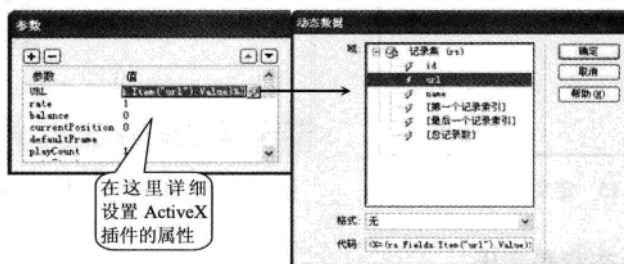 参数
参数 值
URL .Item("url").Value)%>
rate 1
balance 0
currentPosition 0
defaultFrame
playCount 1
在这里详细
设置 ActiveX
插件的属性
动态数据
域: 记录集 (rs)
id
url
name
[第一个记录索引]
[最后一个记录索引]
[总记录数]
确定
取消
帮助(H)
格式: 无
代码: <%=(rs.Fields.Item("url").Value)%